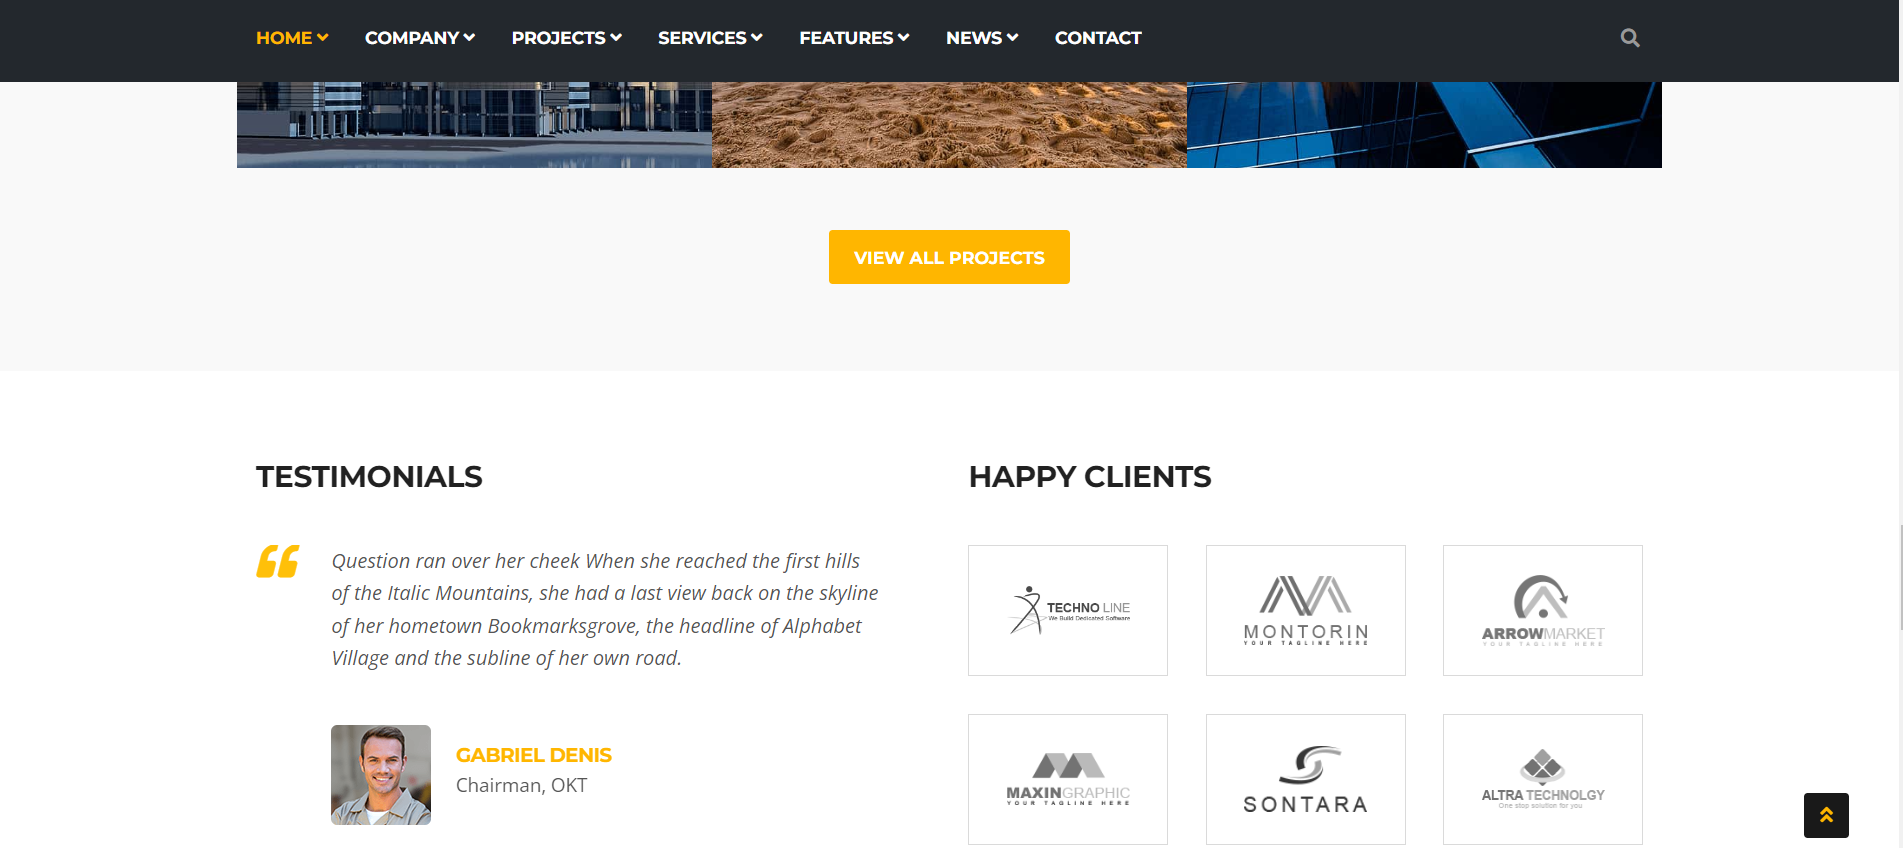 HOME COMPANY PROJECTS SERVICES FEATURES NEWS CONTACT
VIEW ALL PROJECTS
TESTIMONIALS
Question ran over her cheek When she reached the first hills
of the Italic Mountains, she had a last view back on the skyline
of her hometown Bookmarksgrove, the headline of Alphabet
Village and the subline of her own road.
GABRIEL DENIS
Chairman, OKT
HAPPY CLIENTS
TECHNO LINE
We Build Dedicated Software
MONTORIN
YOUR TAGLINE HERE
ARROWMARKET
YOUR TAGLINE HERE
MAXINGRAPHIC
YOUR TAGLINE HERE
SONTARA
ALTRA TECHNOLGY
One stop solution for you